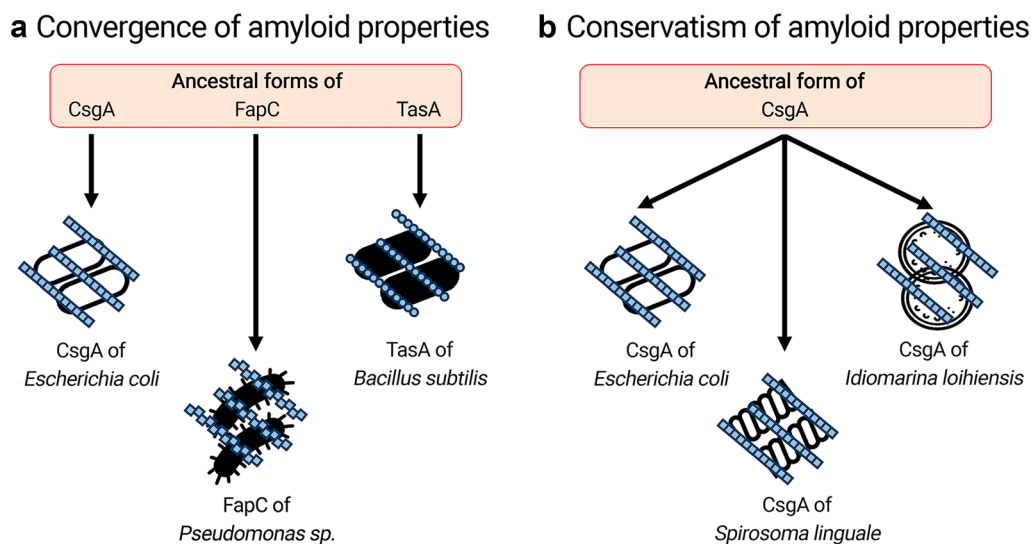 a Convergence of amyloid properties
Ancestral forms of
CsgA FapC TasA
CsgA of
Escherichia coli
TasA of
Bacillus subtilis
FapC of
Pseudomonas sp.
b Conservatism of amyloid properties
Ancestral form of
CsgA
CsgA of
Escherichia coli
CsgA of
Idiomarina loihiensis
CsgA of
Spirosoma linguale